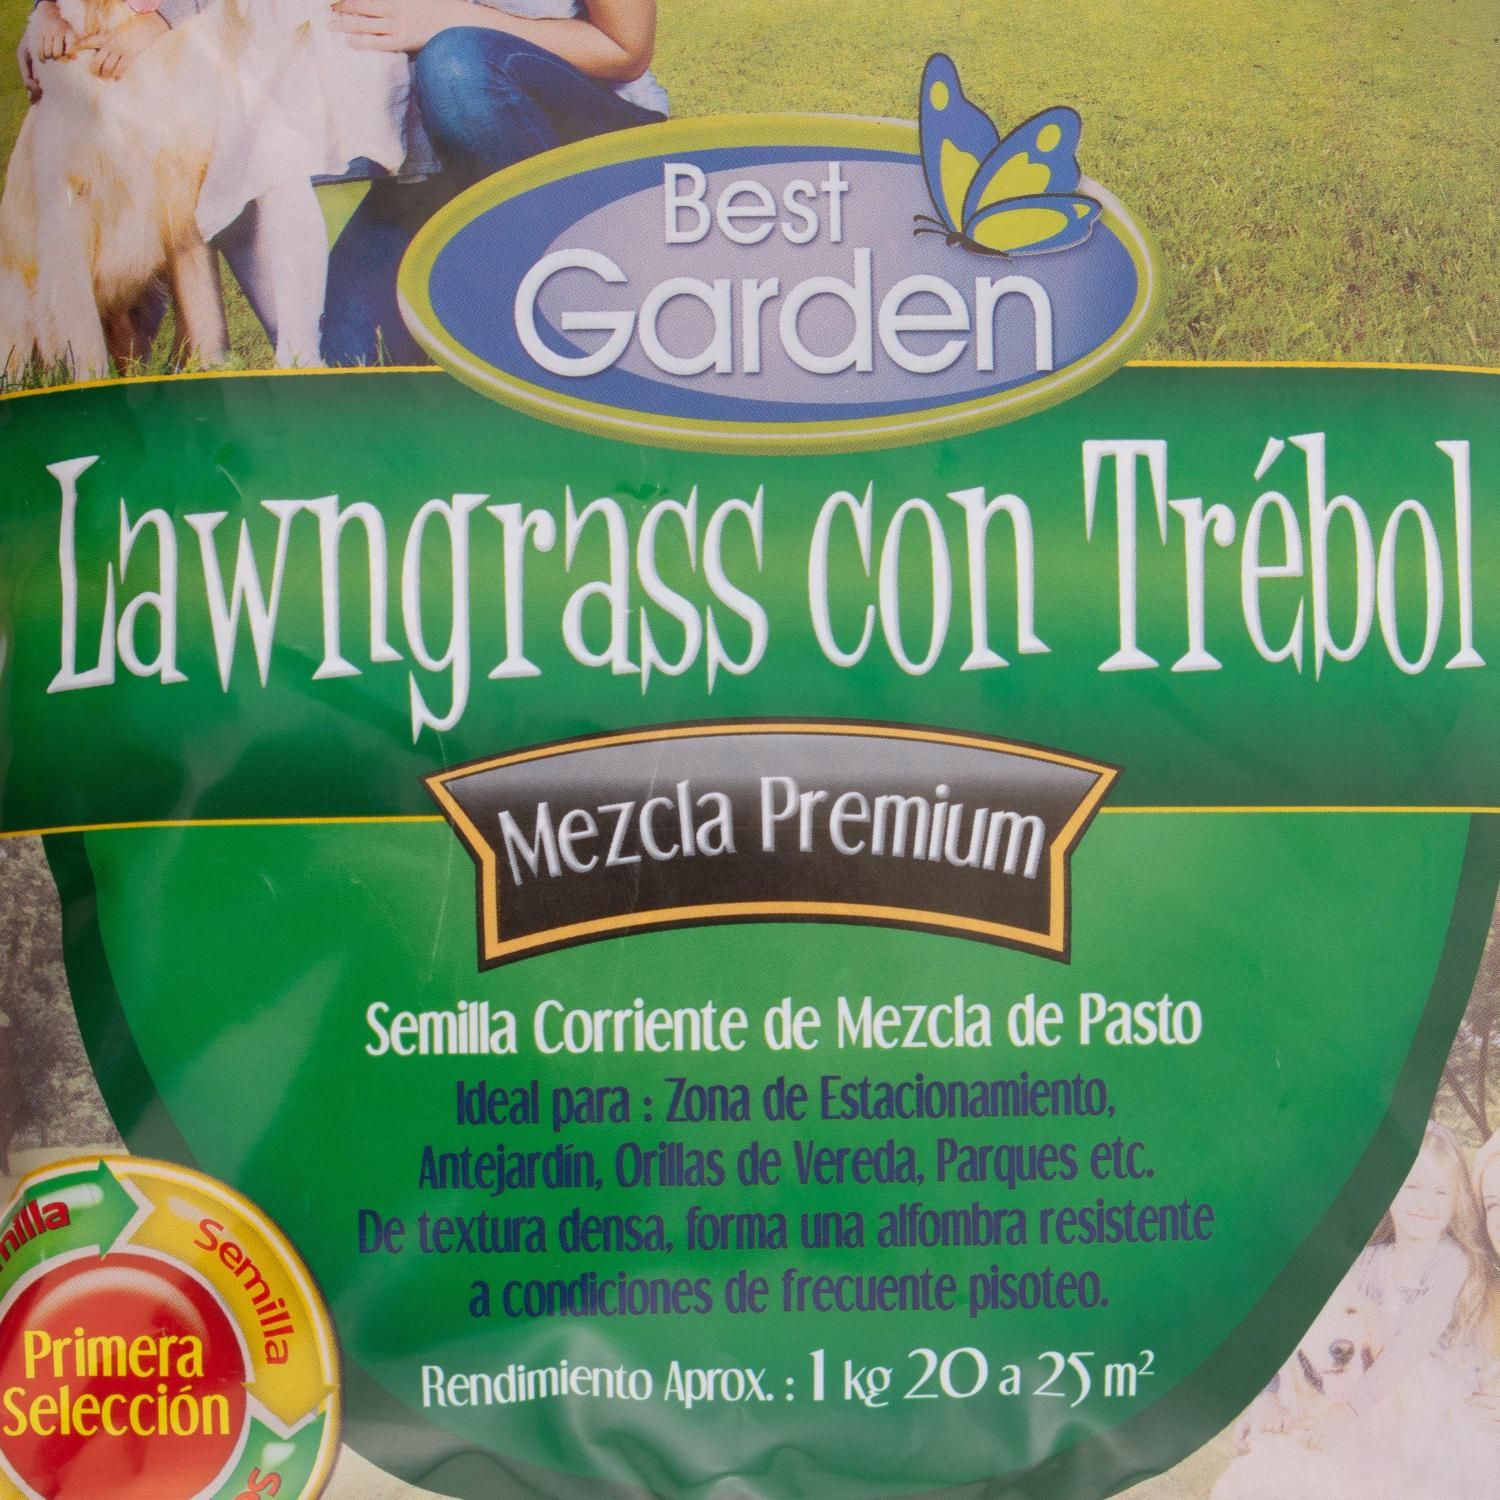 Best
Garden
Lawngrass con Trébol
Mezcla Premium
Semilla Corriente de Mezcla de Pasto
Ideal para : Zona de Estacionamiento,
Antejardín, Orillas de Vereda, Parques etc.
De textura densa, forma una alfombra resistente
a condiciones de frecuente pisoteo.
Rendimiento Aprox. : 1 kg 20 a 25 m²
Semilla
Primera
Selección